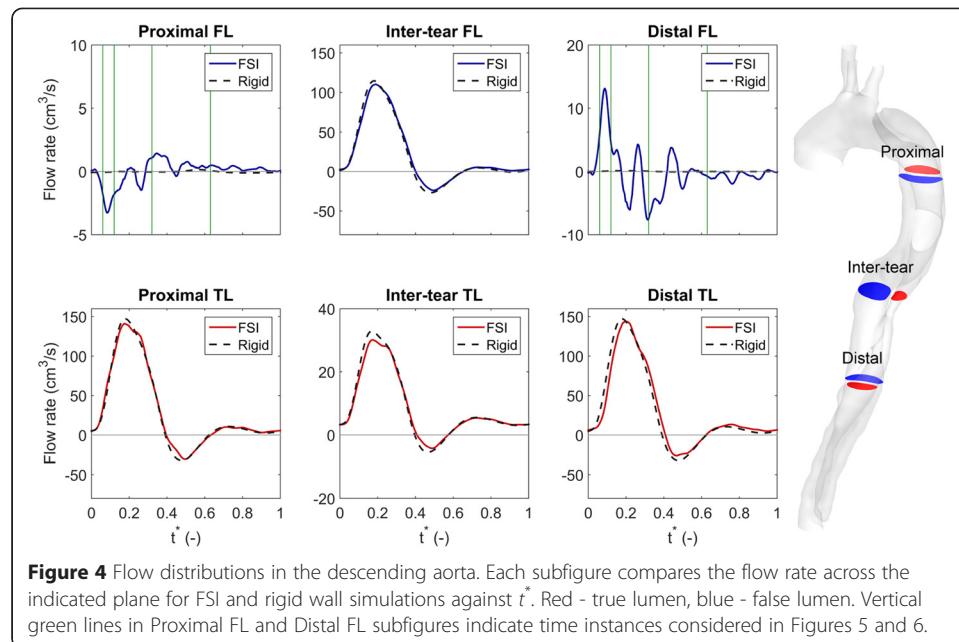 Proximal FL
Inter-tear FL
Distal FL
10
5
0
-5
Flow rate (cm³/s)
FSI
Rigid
150
100
50
0
-50
FSI
Rigid
20
10
0
-10
FSI
Rigid
Proximal
Inter-tear
Distal
Proximal TL
Inter-tear TL
Distal TL
150
100
50
0
-50
Flow rate (cm³/s)
0 0.2 0.4 0.6 0.8 1
t* (-)
FSI
Rigid
40
20
0
-20
0 0.2 0.4 0.6 0.8 1
t* (-)
FSI
Rigid
150
100
50
0
-50
0 0.2 0.4 0.6 0.8 1
t* (-)
FSI
Rigid
Figure 4 Flow distributions in the descending aorta. Each subfigure compares the flow rate across the
indicated plane for FSI and rigid wall simulations against t*. Red - true lumen, blue - false lumen. Vertical
green lines in Proximal FL and Distal FL subfigures indicate time instances considered in Figures 5 and 6.